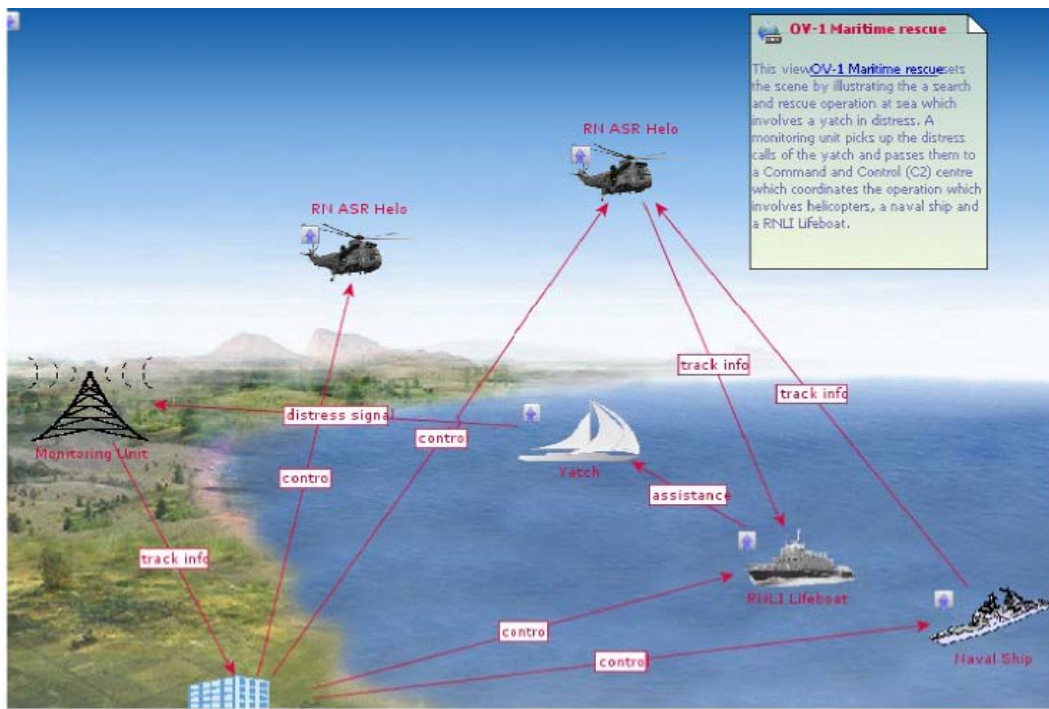 OV-1 Maritime rescue
This viewOV-1 Maritime rescuesets
the scene by illustrating the a search
and rescue operation at sea which
involves a yatch in distress. A
monitoring unit picks up the distress
calls of the yatch and passes them to
a Command and Control (C2) centre
which coordinates the operation which
involves helicopters, a naval ship and
a RNLI Lifeboat.
RN ASR Helo
RN ASR Helo
track info
track info
distress signal
contro
Monitoring Unit
Yatch
contro
assistance
track info
RNLI Lifeboat
contro
control
Naval Ship